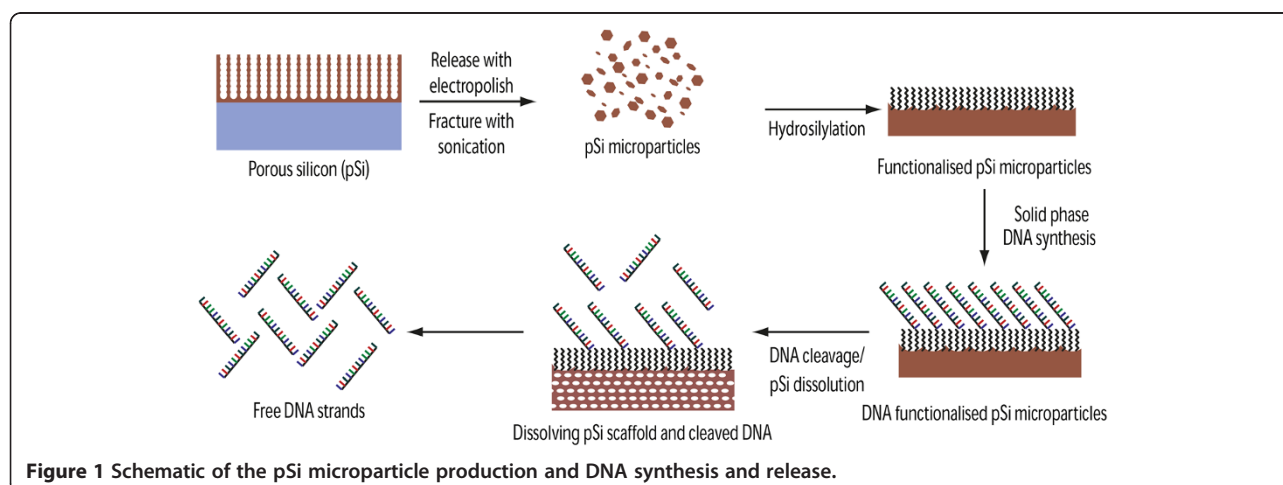 Release with
electropolish
Fracture with
sonication
Porous silicon (pSi)
pSi microparticles
Hydrosilylation
Functionalised pSi microparticles
Solid phase
DNA synthesis
DNA functionalised pSi microparticles
DNA cleavage/
pSi dissolution
Dissolving pSi scaffold and cleaved DNA
Free DNA strands
Figure 1 Schematic of the pSi microparticle production and DNA synthesis and release.